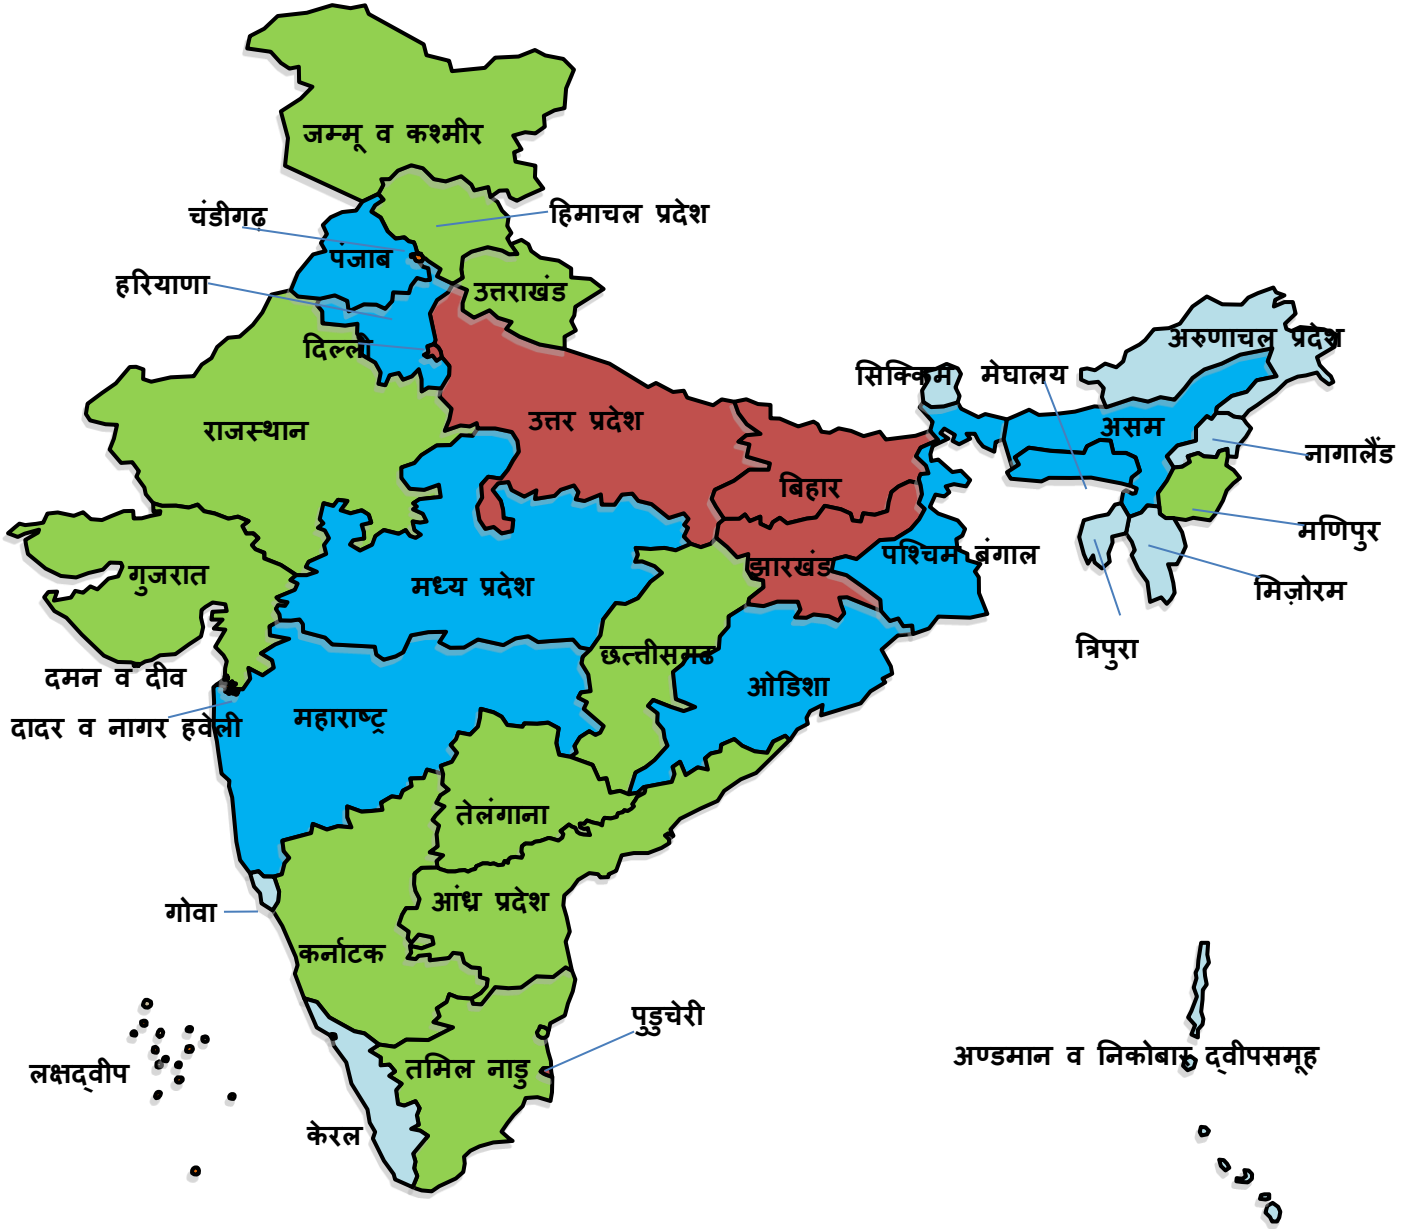 जम्मू व कश्मीर
चंडीगढ़
हिमाचल प्रदेश
पंजाब
हरियाणा
उत्तराखंड
अरुणाचल प्रदेश
दिल्ली
सिक्किम
मेघालय
राजस्थान
उत्तर प्रदेश
असम
नागालैंड
बिहार
मणिपुर
पश्चिम बंगाल
झारखंड
गुजरात
मध्य प्रदेश
मिज़ोरम
त्रिपुरा
छत्तीसगढ
दमन व दीव
ओडिशा
दादर व नागर हवेली
महाराष्ट्र
तेलंगाना
आंध्र प्रदेश
गोवा
कर्नाटक
पुडुचेरी
अण्डमान व निकोबार द्वीपसमूह
लक्षद्वीप
तमिल नाडु
केरल